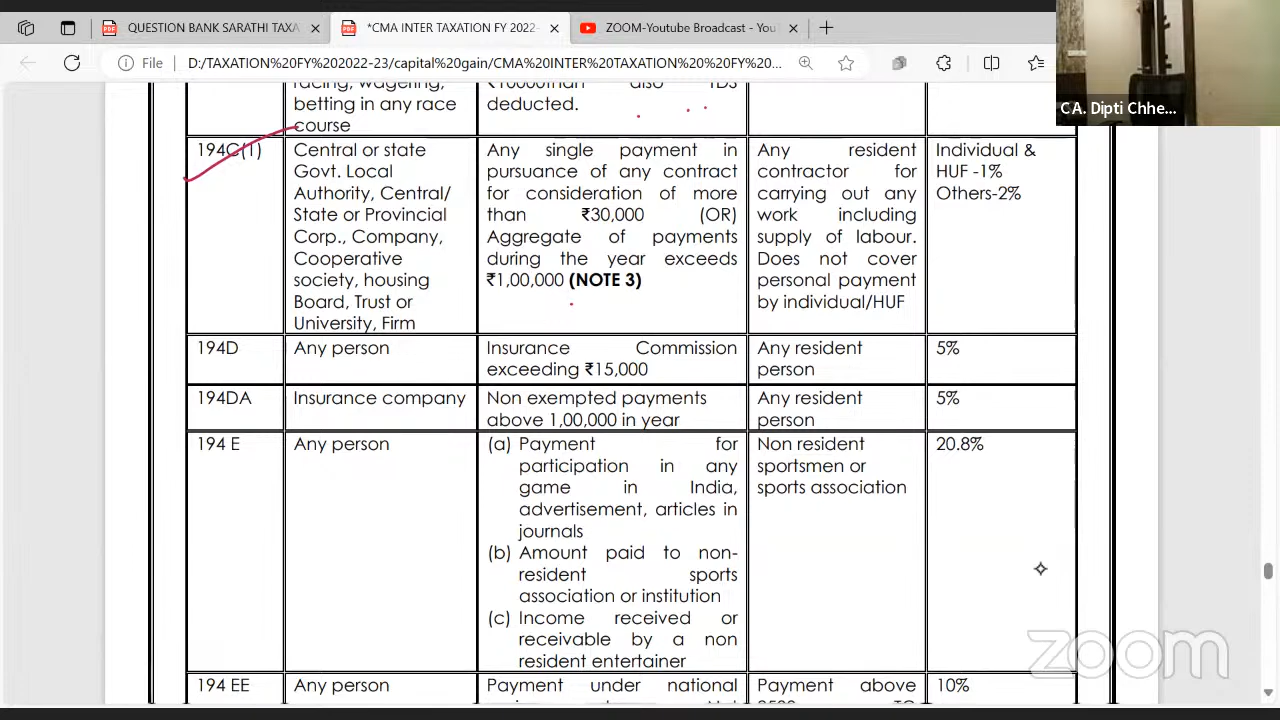 QUESTION BANK SARATHI TAXA
*CMA INTER TAXATION FY 2022-
ZOOM-Youtube Broadcast - You
File
D:/TAXATION%20FY%202022-23/capital%20gain/CMA%20INTER%20TAXATION%20%20FY%20...
CA. Dipti Chhe...
racing, wagering,
betting in any race
course
₹10000than also TDS
deducted.
194C(1)
Central or state
Govt. Local
Authority, Central/
State or Provincial
Corp., Company,
Cooperative
society, housing
Board, Trust or
University, Firm
Any single payment in
pursuance of any contract
for consideration of more
than ₹30,000 (OR)
Aggregate of payments
during the year exceeds
₹1,00,000 (NOTE 3)
Any resident
contractor for
carrying out any
work including
supply of labour.
Does not cover
personal payment
by individual/HUF
Individual &
HUF -1%
Others-2%
194D
Any person
Insurance Commission
exceeding ₹15,000
Any resident
person
5%
194DA
Insurance company
Non exempted payments
above 1,00,000 in year
Any resident
person
5%
194 E
Any person
(a) Payment for
participation in any
game in India,
advertisement, articles in
journals
(b) Amount paid to non-
resident sports
association or institution
(c) Income received or
receivable by a non
resident entertainer
Non resident
sportsmen or
sports association
20.8%
194 EE
Any person
Payment under national
Payment above
10%
zoom